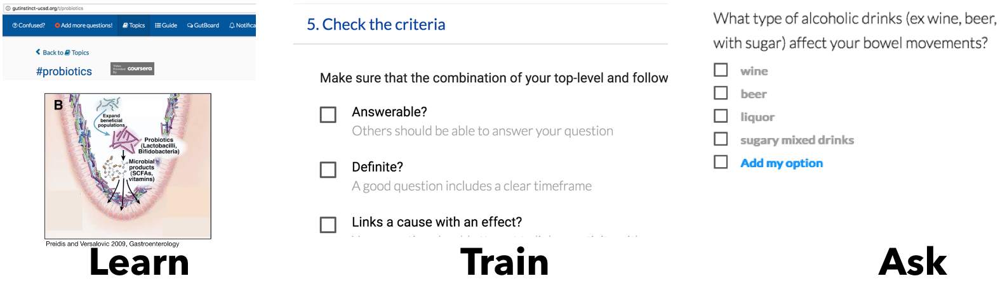 gutinstinct-ucsd.org/t/probiotics
Confused? Add more questions! Topics Guide GutBoard Notifica
Back to Topics
#probiotics
Video
Provided
By
coursera
B
Expand
beneficial
populations
Probiotics
(Lactobacilli,
Bifidobacteria)
Microbial
products
(SCFAs,
vitamins)
Preidis and Versalovic 2009, Gastroenterology
Learn
5. Check the criteria
Make sure that the combination of your top-level and follow
Answerable?
Others should be able to answer your question
Definite?
A good question includes a clear timeframe
Links a cause with an effect?
Train
What type of alcoholic drinks (ex wine, beer,
with sugar) affect your bowel movements?
wine
beer
liquor
sugary mixed drinks
Add my option
Ask